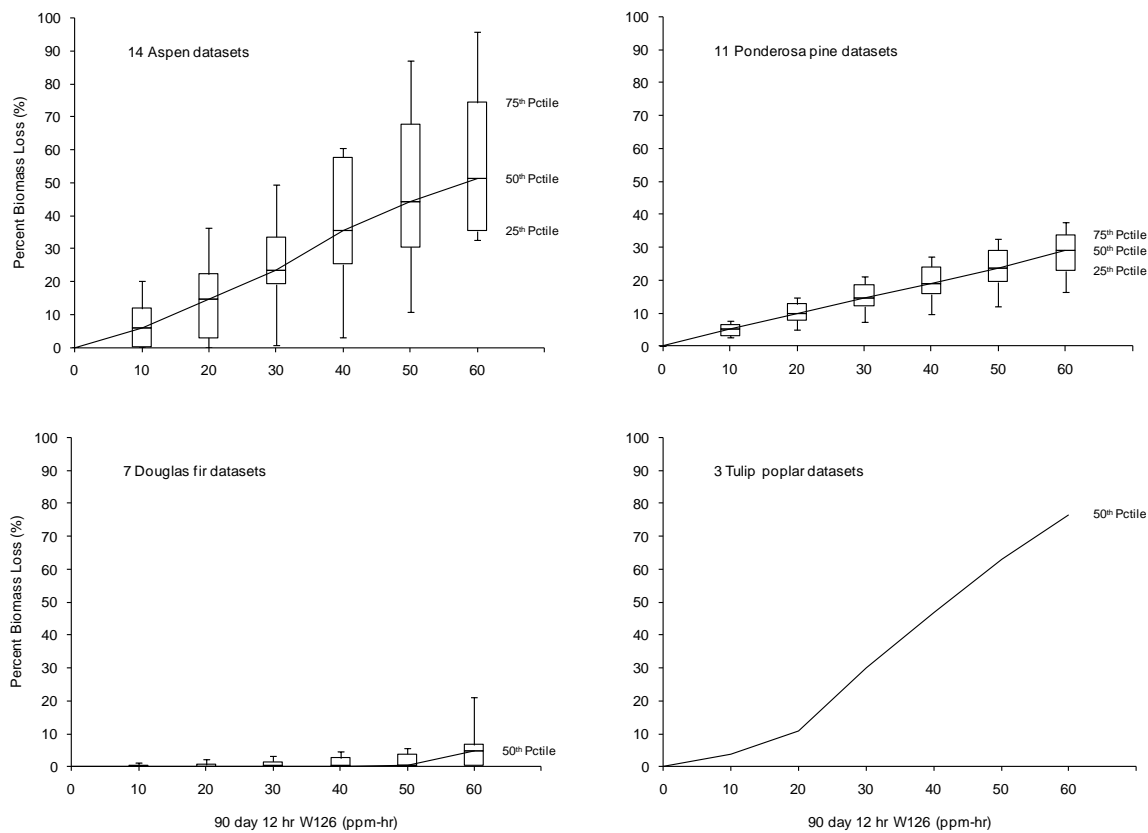 14 Aspen datasets
Percent Biomass Loss (%)
100
90
80
70
60
50
40
30
20
10
0
75th Pctile
50th Pctile
25th Pctile
0 10 20 30 40 50 60
11 Ponderosa pine datasets
100
90
80
70
60
50
40
30
20
10
0
75th Pctile
50th Pctile
25th Pctile
0 10 20 30 40 50 60
7 Douglas fir datasets
Percent Biomass Loss (%)
100
90
80
70
60
50
40
30
20
10
0
50th Pctile
0 10 20 30 40 50 60
90 day 12 hr W126 (ppm-hr)
3 Tulip poplar datasets
100
90
80
70
60
50
40
30
20
10
0
50th Pctile
0 10 20 30 40 50 60
90 day 12 hr W126 (ppm-hr)